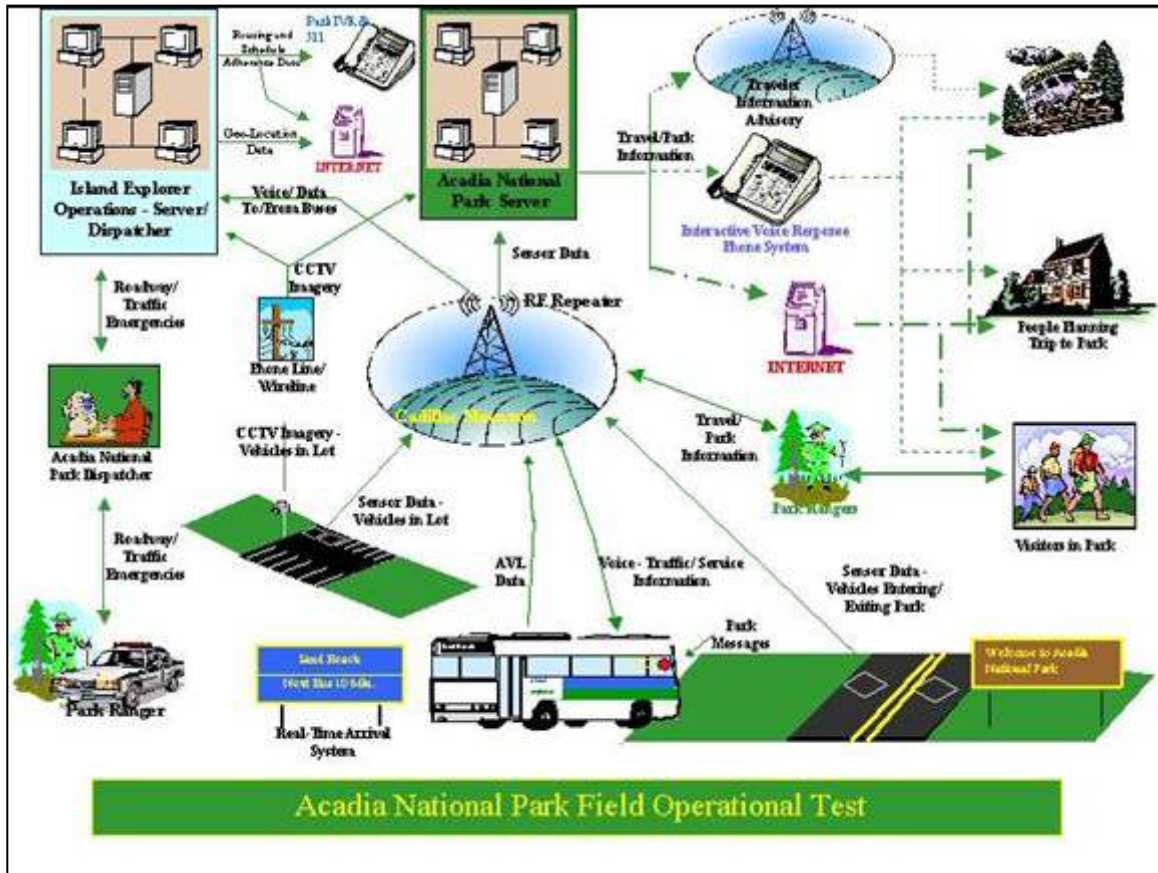 Park IVR &
511
Routing and
Schedule
Adherence Data
Geo-Location
Data
INTERNET
Island Explorer
Operations - Server/
Dispatcher
Acadia National
Park Server
Voice/ Data
To/From Buses
Travel/Park
Information
Traveler
Information
Advisory
Interactive Voice Response
Phone System
INTERNET
People Planning
Trip to Park
Roadway/
Traffic
Emergencies
CCTV
Imagery
Phone Line/
Wireline
Sensor Data
RF Repeater
Cadillac Mountain
Acadia National
Park Dispatcher
CCTV Imagery -
Vehicles in Lot
Sensor Data -
Vehicles in Lot
Travel/
Park
Information
Park Rangers
Visitors in Park
Roadway/
Traffic
Emergencies
AVL
Data
Voice - Traffic/ Service
Information
Sensor Data -
Vehicles Entering/
Exiting Park
Park
Messages
Park Ranger
Sand Beach
Next Bus 10 Min.
Real-Time Arrival
System
Welcome to Acadia
National Park
Acadia National Park Field Operational Test